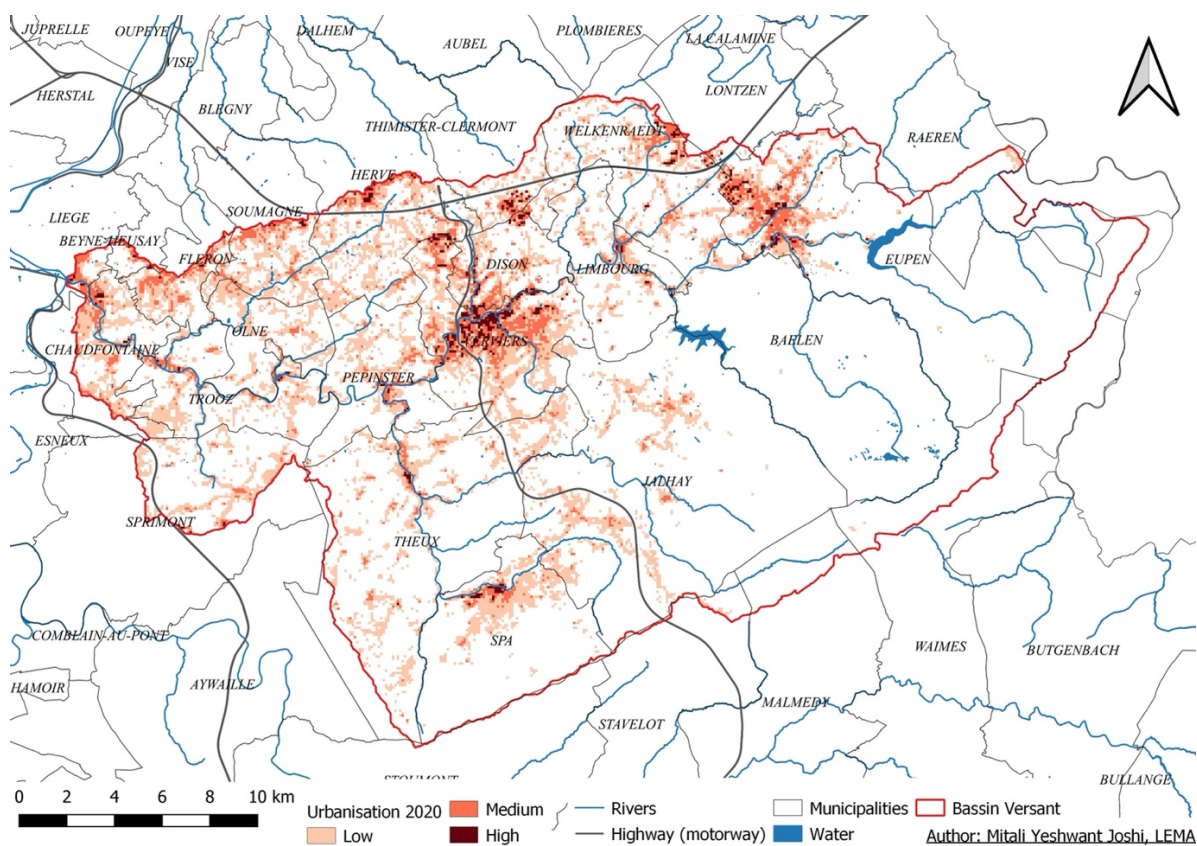 JUPRELLE
OUPEYE
DALHEM
PLOMBIERES
AUBEL
LA CALAMINE
VISE
HERSTAL
BLEGNY
LONTZEN
THIMISTER-CLERMONT
WELKENRAEDT
RAEREN
HERVE
LIEGE
SOUMAGNE
BEYNE-HEUSAY
FLERON
DISON
LIMBOURG
EUPEN
OLNE
VERVIERS
BAELEN
CHAUDFONTAINE
PEPINSTER
TROOZ
ESNEUX
JALHAY
SPRIMONT
THEUX
SPA
COMBLAIN-AU-PONT
WAIMES
BUTGENBACH
HAMOIR
AYWAILLE
MALMEDY
STAVELOT
STOUMONT
BULLANGE
0 2 4 6 8 10 km
Urbanisation 2020
Low
Medium
High
Rivers
Highway (motorway)
Municipalities
Water
Bassin Versant
Author: Mitali Yeshwant Joshi, LEMA